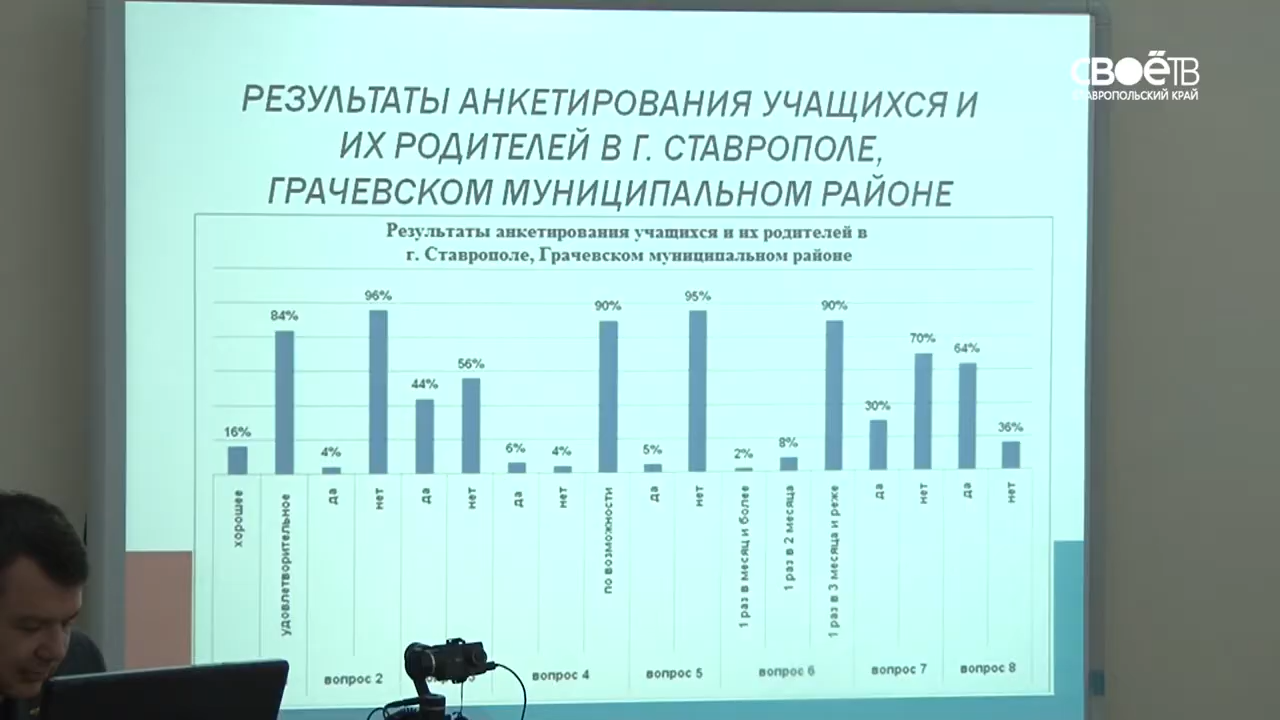 СВОЁТВ
СТАВРОПОЛЬСКИЙ КРАЙ
РЕЗУЛЬТАТЫ АНКЕТИРОВАНИЯ УЧАЩИХСЯ И
ИХ РОДИТЕЛЕЙ В Г. СТАВРОПОЛЕ,
ГРАЧЕВСКОМ МУНИЦИПАЛЬНОМ РАЙОНЕ
Результаты анкетирования учащихся и их родителей в
г. Ставрополе, Грачевском муниципальном районе
16%
84%
4%
96%
44%
56%
6%
4%
90%
5%
95%
2%
8%
90%
30%
70%
64%
36%
хорошее
удовлетворительное
да
нет
да
нет
да
нет
по возможности
да
нет
1 раз в месяц и более
1 раз в 2 месяца
1 раз в 3 месяца и реже
да
нет
да
нет
вопрос 2
вопрос 4
вопрос 5
вопрос 6
вопрос 7
вопрос 8